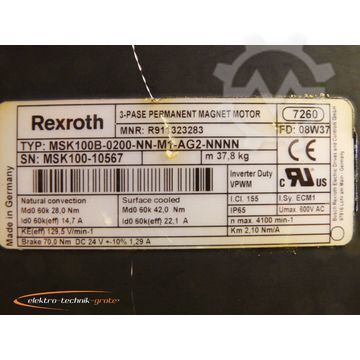 Rexroth
3-PASE PERMANENT MAGNET MOTOR
7260
MNR: R911323283
FD: 08W37
TYP: MSK100B-0200-NN-M1-AG2-NNNN
SN: MSK100-10567
m 37,8 kg
Made in Germany
Natural convection
Md0 60k 28,0 Nm
Id0 60k(eff) 14,7 A
KE(eff) 129,5 V/min-1
Surface cooled
Md0 60k 42,0 Nm
Id0 60k(eff) 22,1 A
Inverter Duty
VPWM
I.Cl. 155
I.Sy. ECM1
IP65
Umax. 600V AC
n max. 4100 min-1
Km 2,10 Nm/A
Brake 70,0 Nm DC 24 V +-10% 1,29 A
c UR US
elektro-technik-grote